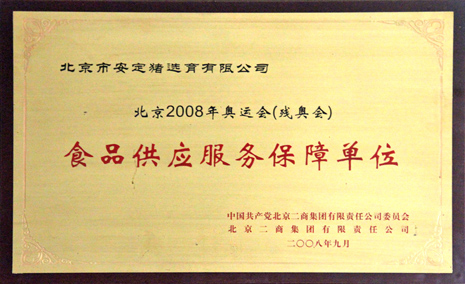 北京市安定猪选育有限公司
北京2008年奥运会(残奥会)
食品供应服务保障单位
中国共产党北京二商集团有限责任公司委员会
北京二商集团有限责任公司
二〇〇八年九月